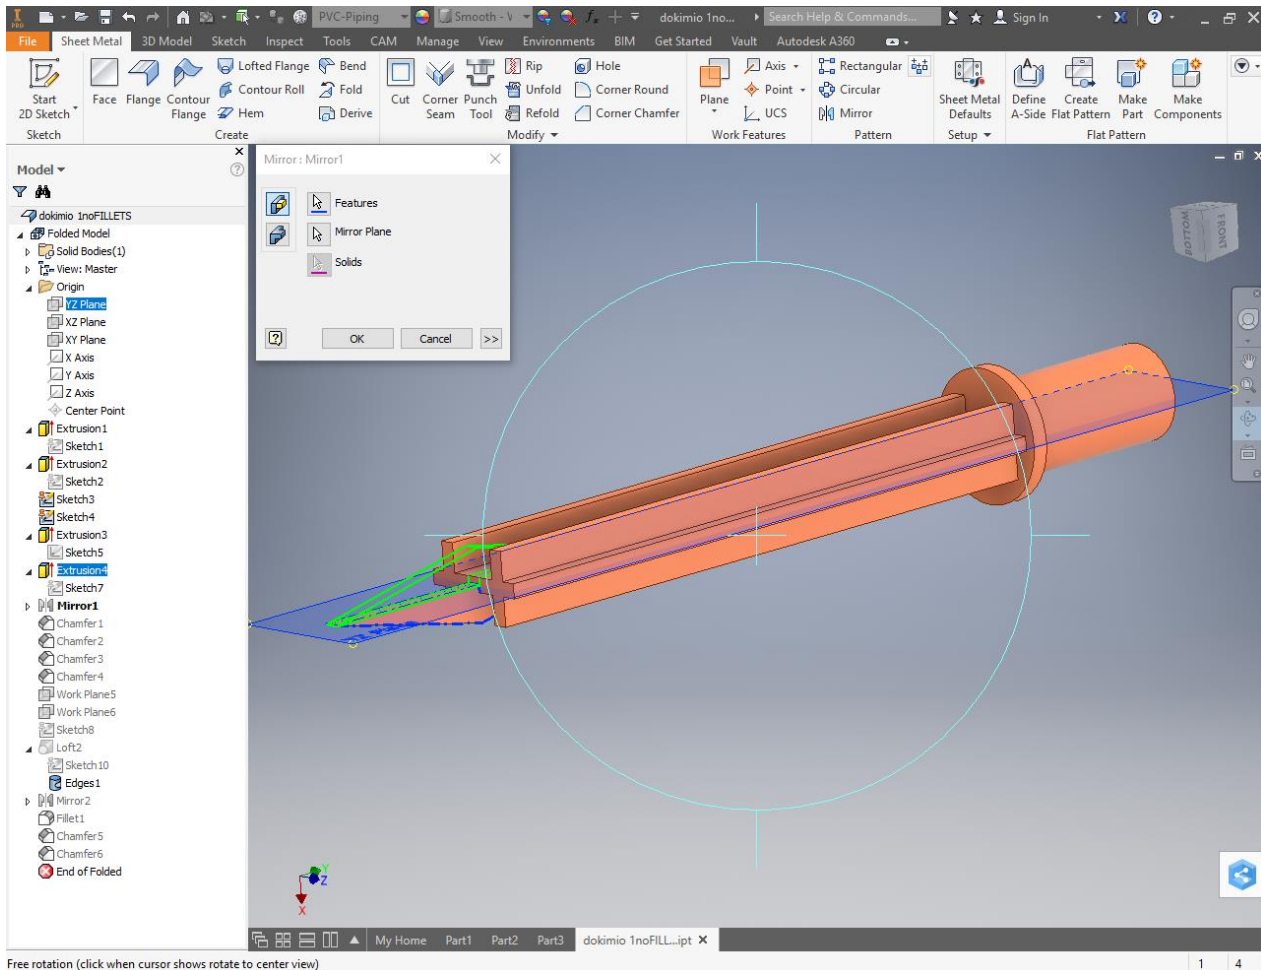 PRO
PVC-Piping
Smooth - V
fx
dokimio 1no...
Search Help & Commands...
Sign In
File Sheet Metal 3D Model Sketch Inspect Tools CAM Manage View Environments BIM Get Started Vault Autodesk A360
Start
2D Sketch
Face Flange Contour
Flange
Lofted Flange
Contour Roll
Hem
Bend
Fold
Derive
Cut
Corner
Seam
Punch
Tool
Rip
Unfold
Refold
Hole
Corner Round
Corner Chamfer
Plane
Axis
Point
UCS
Rectangular
Circular
Mirror
Sheet Metal
Defaults
Define
A-Side
Create
Flat Pattern
Make
Part
Make
Components
Sketch Create Modify Work Features Pattern Setup Flat Pattern
Model
dokimio 1noFILLETS
Folded Model
Solid Bodies(1)
View: Master
Origin
YZ Plane
XZ Plane
XY Plane
X Axis
Y Axis
Z Axis
Center Point
Extrusion1
Sketch1
Extrusion2
Sketch2
Sketch3
Sketch4
Extrusion3
Sketch5
Extrusion4
Sketch7
Mirror1
Chamfer1
Chamfer2
Chamfer3
Chamfer4
Work Plane5
Work Plane6
Sketch8
Loft2
Sketch10
Edges1
Mirror2
Fillet1
Chamfer5
Chamfer6
End of Folded
Mirror : Mirror1
Features
Mirror Plane
Solids
OK Cancel >>
BOTTOM
FRONT
Y
Z
X
My Home Part1 Part2 Part3 dokimio 1noFILL...ipt
Free rotation (click when cursor shows rotate to center view)
1 4